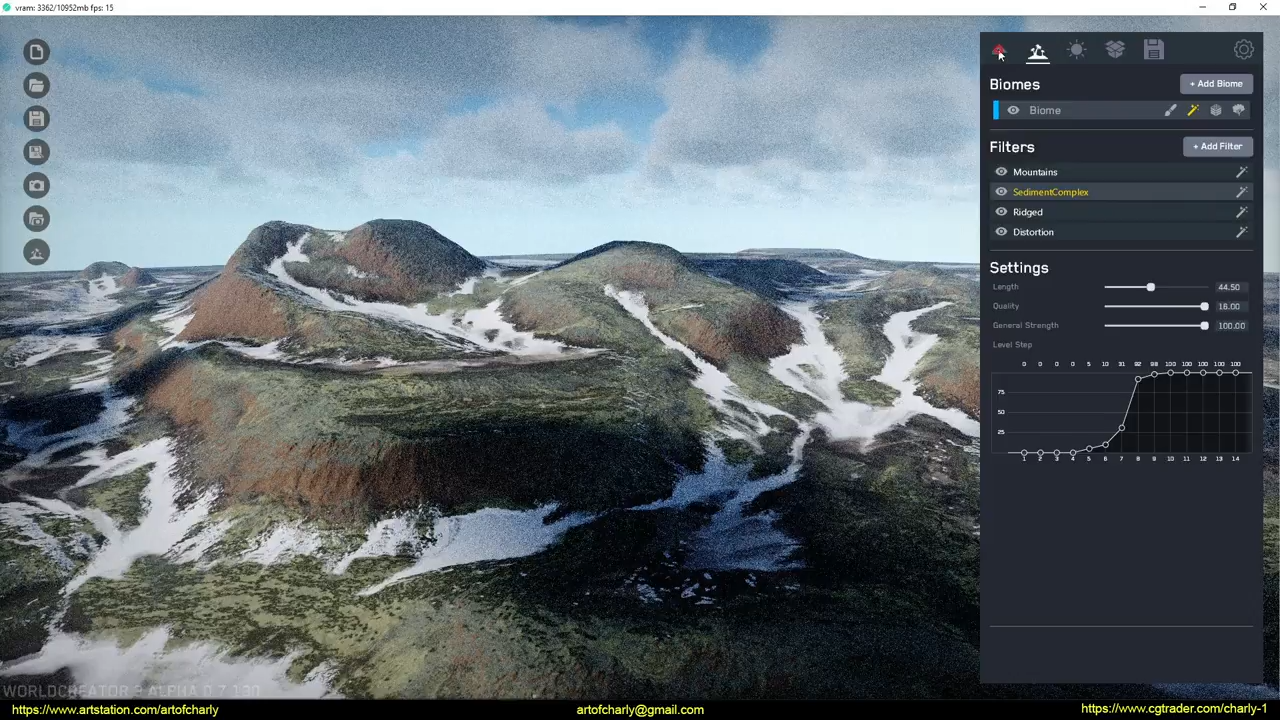 vram: 3362/10952mb fps: 15
Biomes
+ Add Biome
Biome
Filters
+ Add Filter
Mountains
SedimentComplex
Ridged
Distortion
Settings
Length 44.50
Quality 16.00
General Strength 100.00
Level Step
0 0 0 0 5 10 31 92 98 100 100 100 100 100
75
50
25
1 2 3 4 5 6 7 8 9 10 11 12 13 14
WORLDCREATOR 3 ALPHA 0.7.130
https://www.artstation.com/artofcharly
artofcharly@gmail.com
https://www.cgtrader.com/charly-1